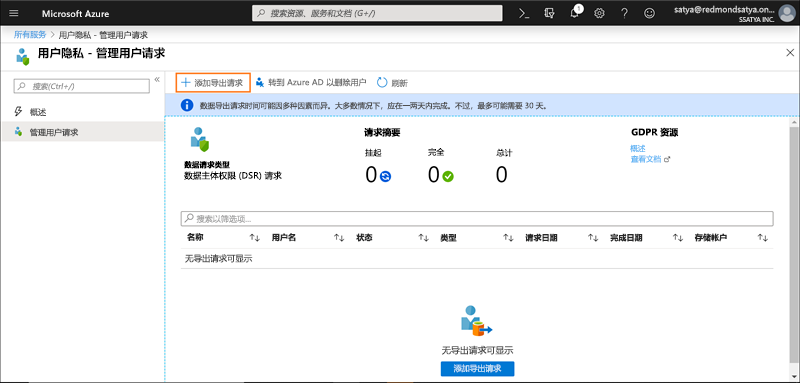 Microsoft Azure
搜索资源、服务和文档 (G+/)
1
satya@redmondsatya.on...
SSATYA INC.
所有服务 > 用户隐私 - 管理用户请求
用户隐私 - 管理用户请求
搜索(Ctrl+/)
概述
管理用户请求
添加导出请求
转到 Azure AD 以删除用户
刷新
数据导出请求时间可能因多种因素而异。大多数情况下，应在一两天内完成。不过，最多可能需要 30 天。
数据请求类型
数据主体权限 (DSR) 请求
请求摘要
挂起 完全 总计
0 0 0
GDPR 资源
概述
查看文档
搜索以筛选项...
名称 用户名 状态 类型 请求日期 完成日期 存储帐户
无导出请求可显示
无导出请求可显示
添加导出请求